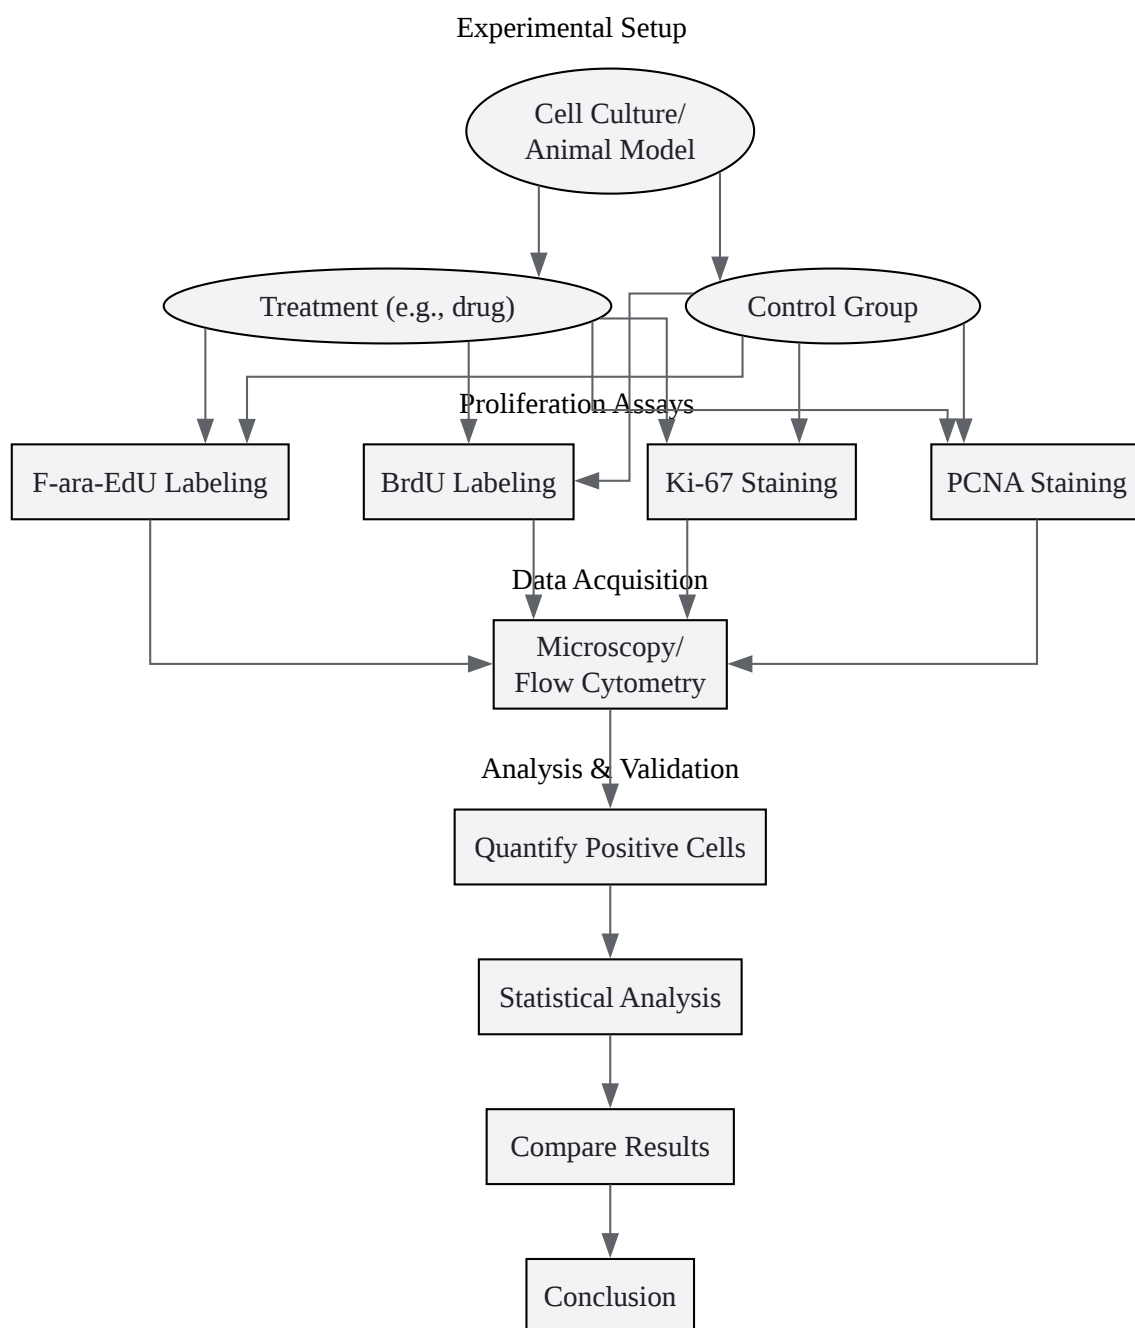 Experimental Setup
Cell Culture/
Animal Model
Treatment (e.g., drug)
Control Group
Proliferation Assays
F-ara-EdU Labeling
BrdU Labeling
Ki-67 Staining
PCNA Staining
Data Acquisition
Microscopy/
Flow Cytometry
Analysis & Validation
Quantify Positive Cells
Statistical Analysis
Compare Results
Conclusion